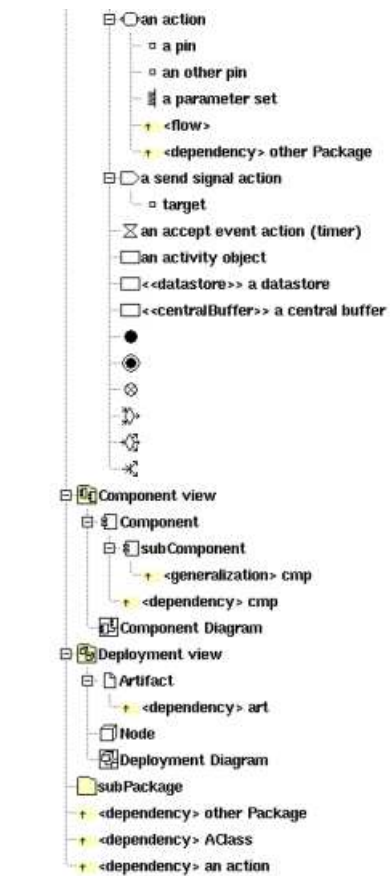 an action
a pin
an other pin
a parameter set
<flow>
<dependency> other Package
a send signal action
target
an accept event action (timer)
an activity object
<<datastore>> a datastore
<<centralBuffer>> a central buffer
Component view
Component
subComponent
<generalization> cmp
<dependency> cmp
Component Diagram
Deployment view
Artifact
<dependency> art
Node
Deployment Diagram
subPackage
<dependency> other Package
<dependency> AClass
<dependency> an action